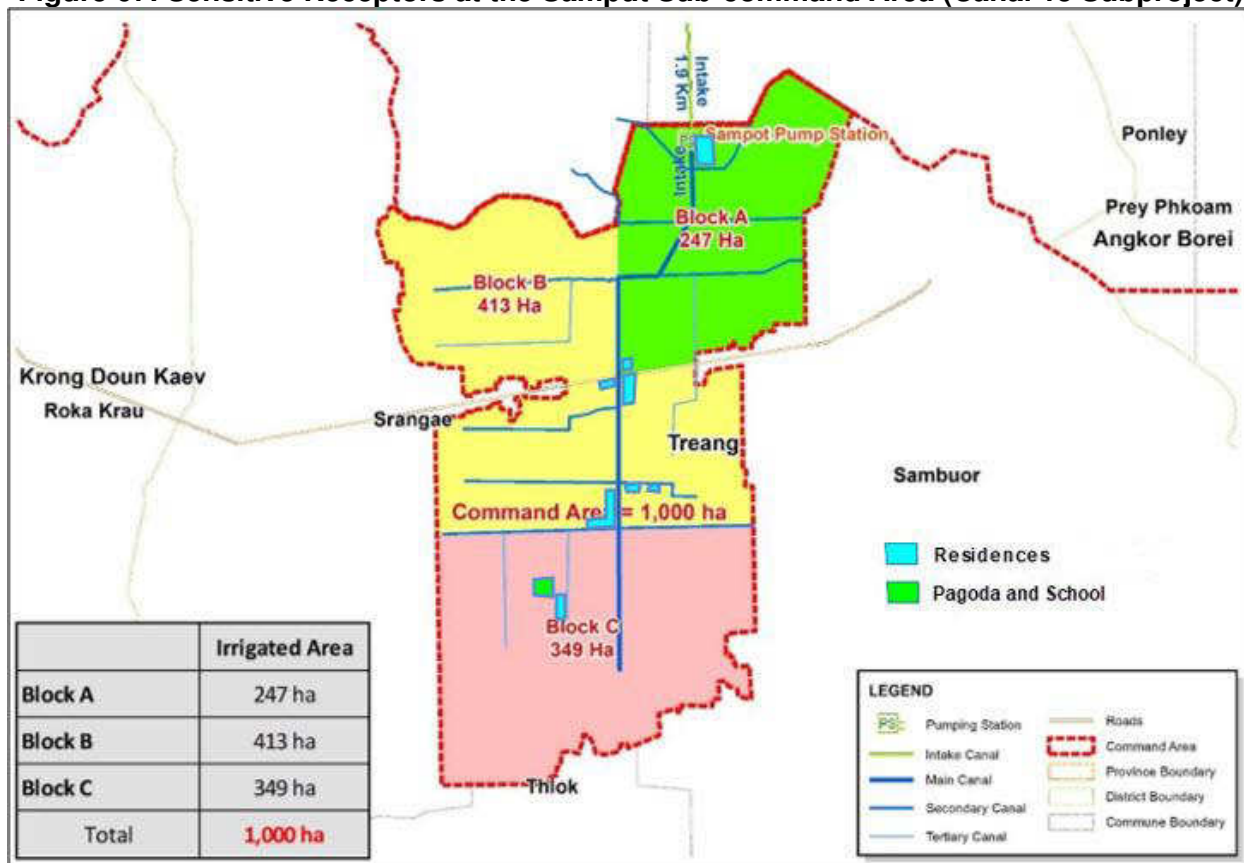 Figure 6.4 Sensitive Receptors at the Sampot Sub-command Area (Canal 15 Subproject)
Intake
1.9 Km
Sampot Pump Station
Intake
Ponley
Block A
247 Ha
Prey Phkoam
Angkor Borei
Block B
413 Ha
Krong Doun Kaev
Roka Krau
Srangae
Treang
Sambuor
Command Area = 1,000 ha
Residences
Pagoda and School
Block C
349 Ha
Thlok
Irrigated Area
Block A 247 ha
Block B 413 ha
Block C 349 ha
Total 1,000 ha
LEGEND
PS Pumping Station
Intake Canal
Main Canal
Secondary Canal
Tertiary Canal
Roads
Command Area
Province Boundary
District Boundary
Commune Boundary